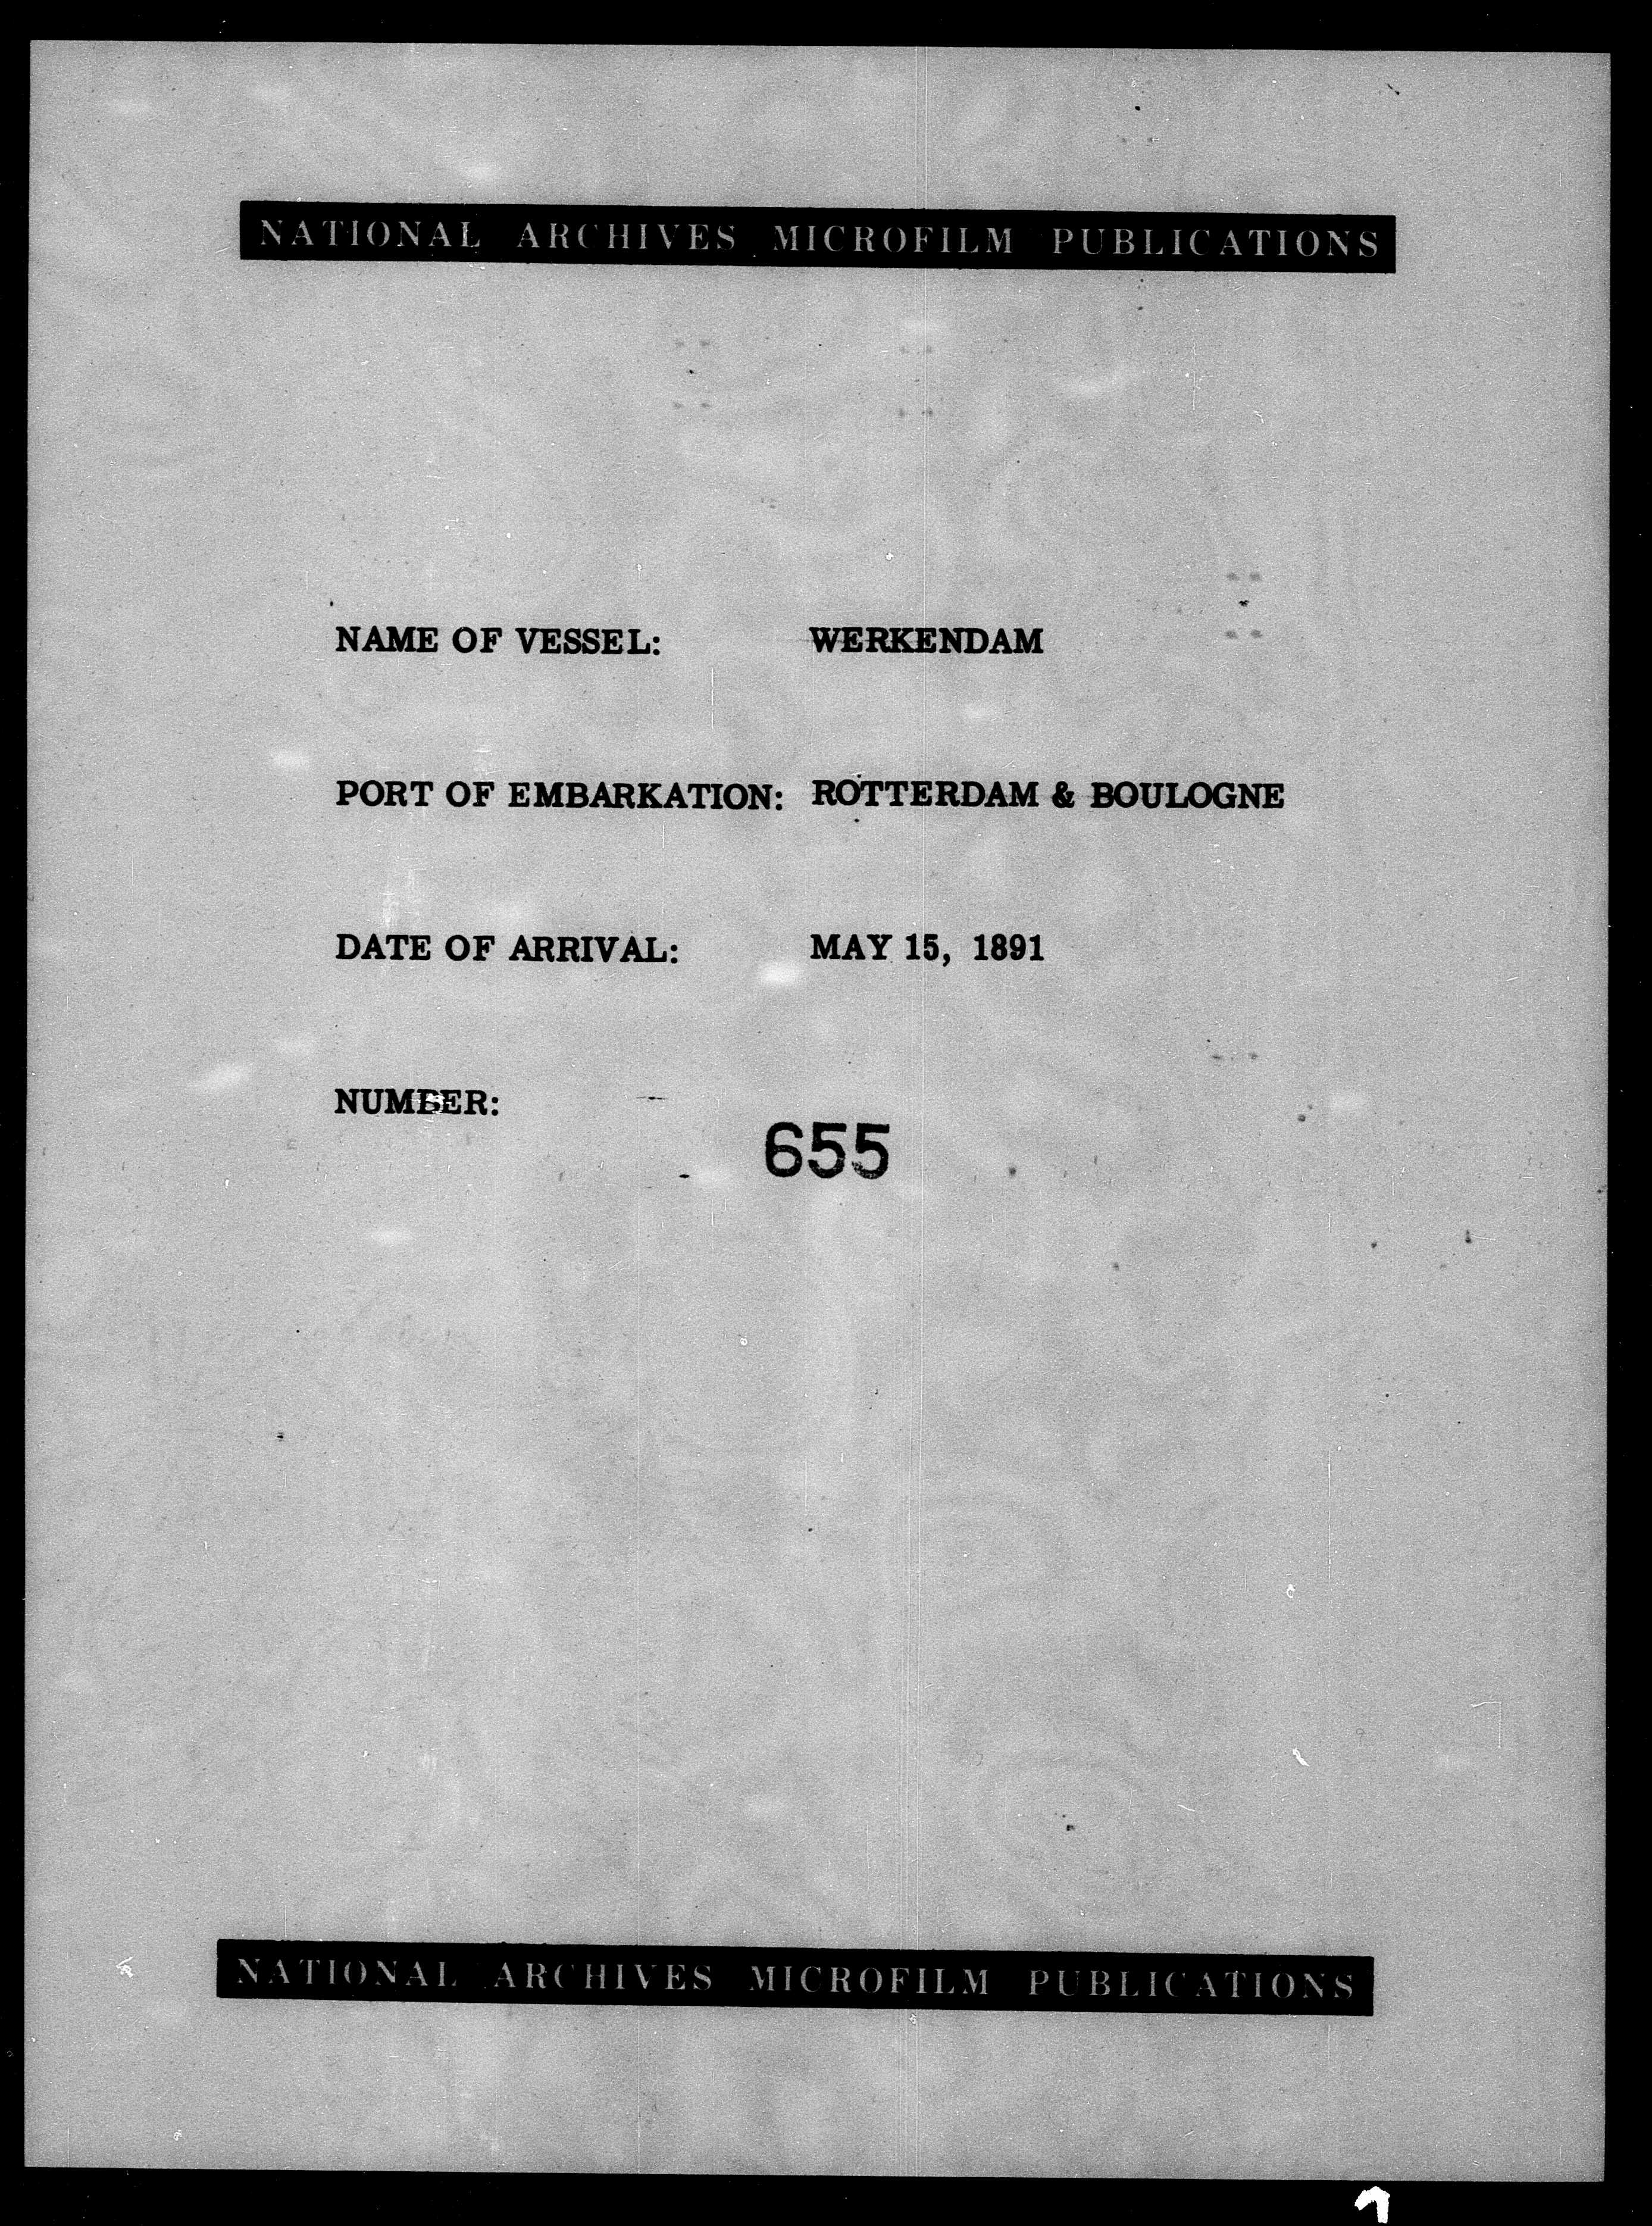 NATIONAL ARCHIVES MICROFILM PUBLICATIONS
NAME OF VESSEL: WERKENDAM
PORT OF EMBARKATION: ROTTERDAM & BOULOGNE
DATE OF ARRIVAL: MAY 15, 1891
NUMBER:
655
NATIONAL ARCHIVES MICROFILM PUBLICATIONS